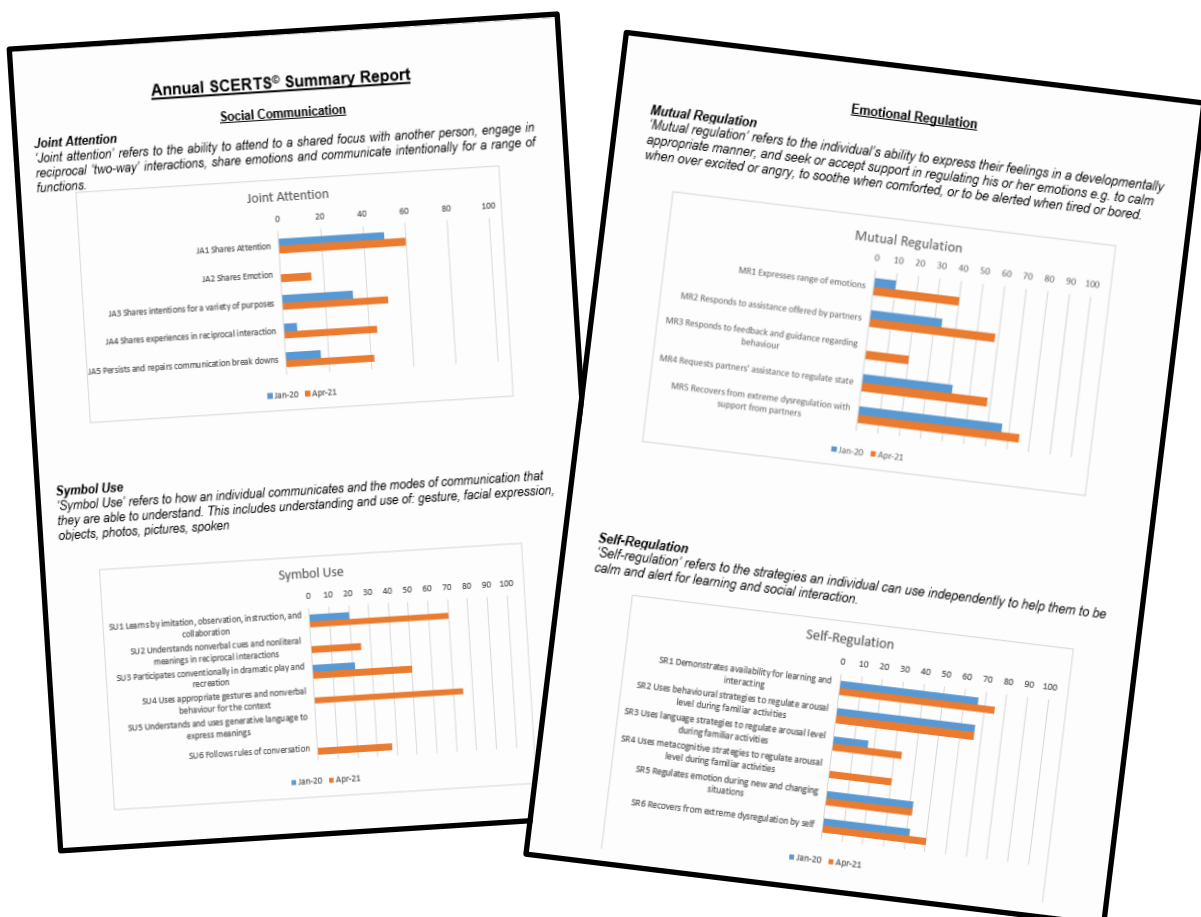 Annual SCERTS© Summary Report
Social Communication
Joint Attention
'Joint attention' refers to the ability to attend to a shared focus with another person, engage in
reciprocal 'two-way' interactions, share emotions and communicate intentionally for a range of
functions.
Joint Attention
0 20 40 60 80 100
JA1 Shares Attention
JA2 Shares Emotion
JA3 Shares intentions for a variety of purposes
JA4 Shares experiences in reciprocal interaction
JA5 Persists and repairs communication break downs
Jan-20 Apr-21
Symbol Use
'Symbol Use' refers to how an individual communicates and the modes of communication that
they are able to understand. This includes understanding and use of: gesture, facial expression,
objects, photos, pictures, spoken
Symbol Use
0 10 20 30 40 50 60 70 80 90 100
SU1 Learns by imitation, observation, instruction, and
collaboration
SU2 Understands nonverbal cues and nonliteral
meanings in reciprocal interactions
SU3 Participates conventionally in dramatic play and
recreation
SU4 Uses appropriate gestures and nonverbal
behaviour for the context
SU5 Understands and uses generative language to
express meanings
SU6 Follows rules of conversation
Jan-20 Apr-21
Emotional Regulation
Mutual Regulation
'Mutual regulation' refers to the individual's ability to express their feelings in a developmentally
appropriate manner, and seek or accept support in regulating his or her emotions e.g. to calm
when over excited or angry, to soothe when comforted, or to be alerted when tired or bored.
Mutual Regulation
0 10 20 30 40 50 60 70 80 90 100
MR1 Expresses range of emotions
MR2 Responds to assistance offered by partners
MR3 Responds to feedback and guidance regarding
behaviour
MR4 Requests partners' assistance to regulate state
MR5 Recovers from extreme dysregulation with
support from partners
Jan-20 Apr-21
Self-Regulation
'Self-regulation' refers to the strategies an individual can use independently to help them to be
calm and alert for learning and social interaction.
Self-Regulation
0 10 20 30 40 50 60 70 80 90 100
SR1 Demonstrates availability for learning and
interacting
SR2 Uses behavioural strategies to regulate arousal
level during familiar activities
SR3 Uses language strategies to regulate arousal level
during familiar activities
SR4 Uses metacognitive strategies to regulate arousal
level during familiar activities
SR5 Regulates emotion during new and changing
situations
SR6 Recovers from extreme dysregulation by self
Jan-20 Apr-21